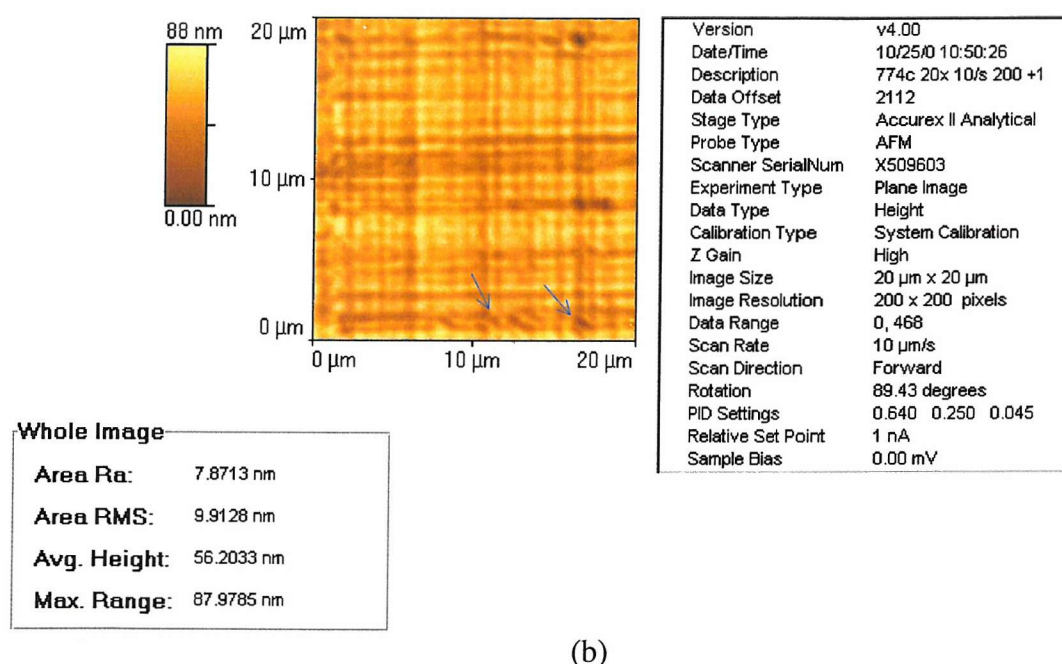 88 nm
0.00 nm
20 µm
10 µm
0 µm
0 µm
10 µm
20 µm
Version v4.00
Date/Time 10/25/0 10:50:26
Description 774c 20x 10/s 200 +1
Data Offset 2112
Stage Type Accurex II Analytical
Probe Type AFM
Scanner SerialNum X509603
Experiment Type Plane Image
Data Type Height
Calibration Type System Calibration
Z Gain High
Image Size 20 µm x 20 µm
Image Resolution 200 x 200 pixels
Data Range 0, 468
Scan Rate 10 µm/s
Scan Direction Forward
Rotation 89.43 degrees
PID Settings 0.640 0.250 0.045
Relative Set Point 1 nA
Sample Bias 0.00 mV
Whole Image
Area Ra: 7.8713 nm
Area RMS: 9.9128 nm
Avg. Height: 56.2033 nm
Max. Range: 87.9785 nm
(b)